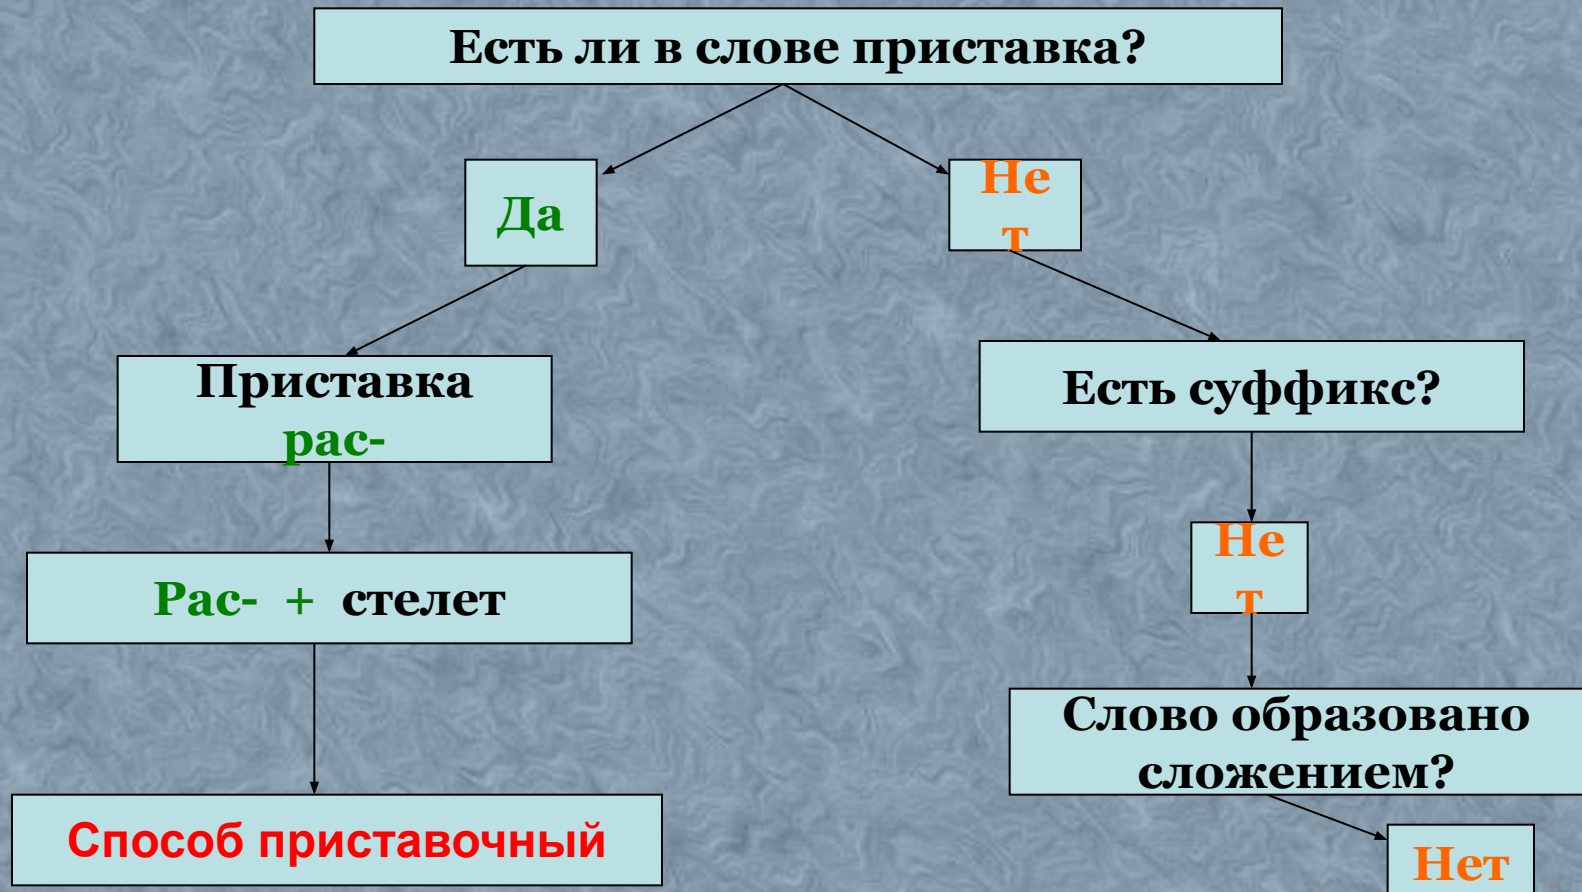 Есть ли в слове приставка?
Да
Не
т
Приставка
рас-
Есть суффикс?
Рас- + стелет
Не
т
Слово образовано
сложением?
Способ приставочный
Нет